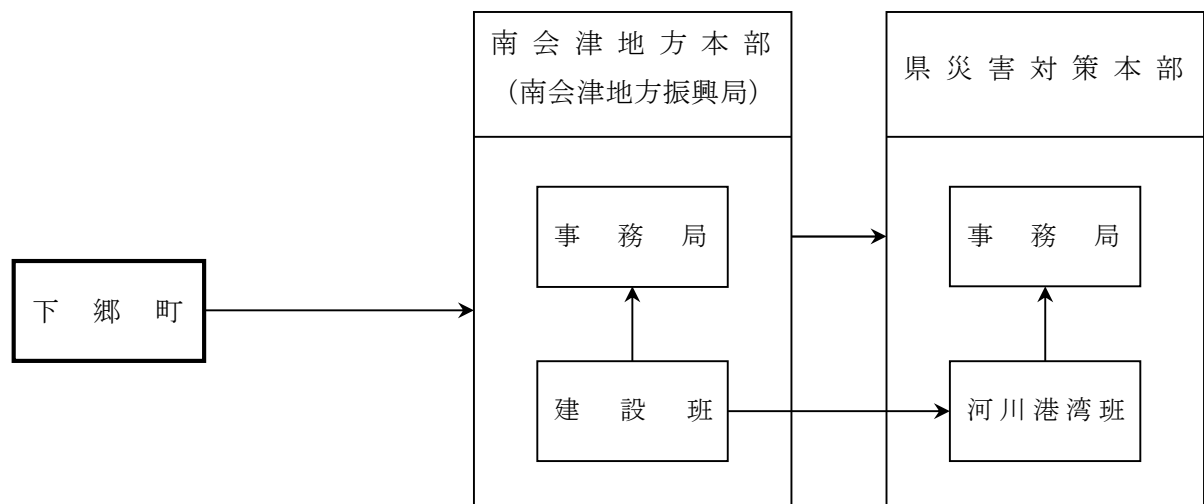 南会津地方本部
（南会津地方振興局）
県災害対策本部
事務局
事務局
下郷町
建設班
河川港湾班